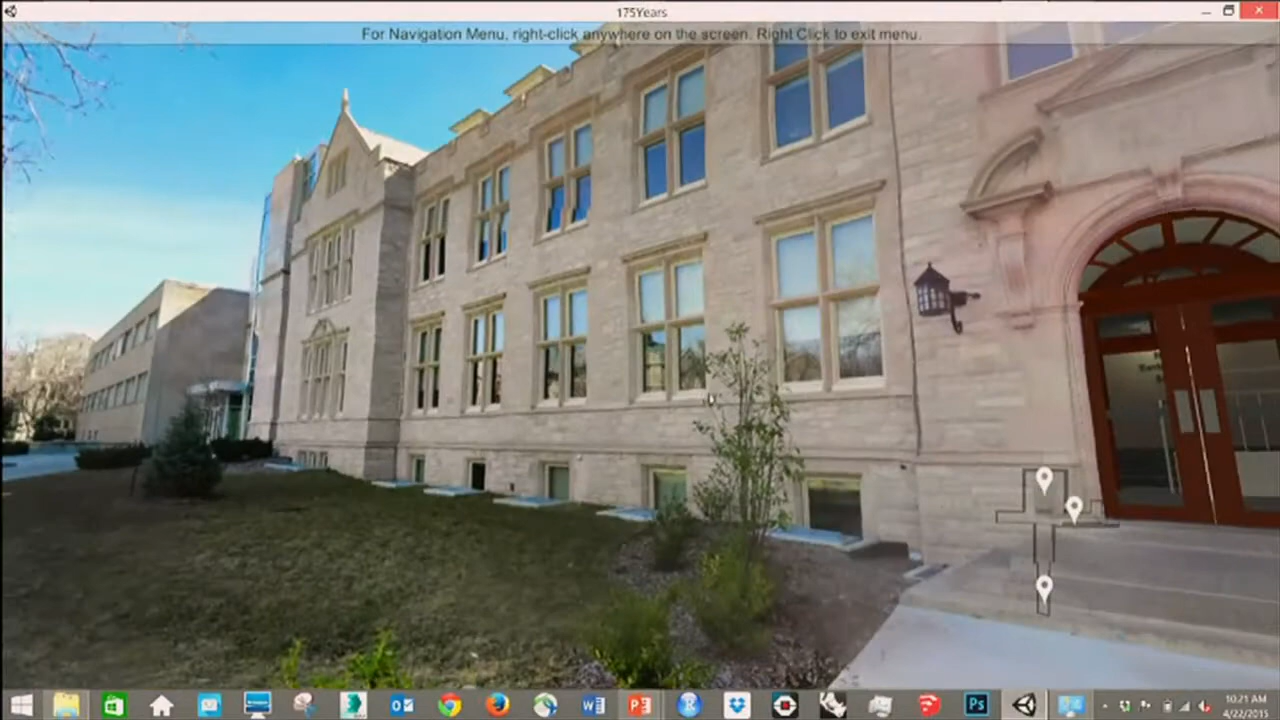 175Years
For Navigation Menu, right-click anywhere on the screen. Right Click to exit menu.
10:21 AM
4/22/2015